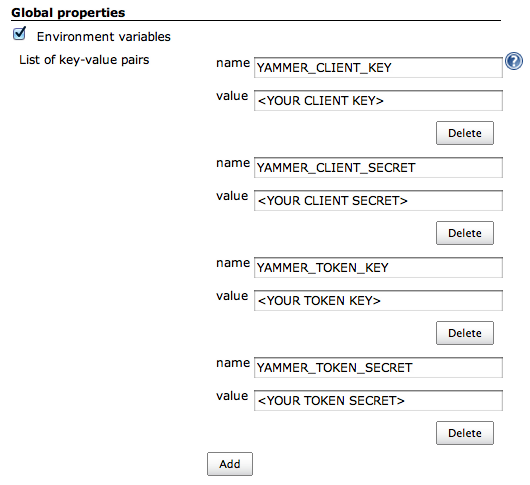 Global properties
Environment variables
List of key-value pairs
name YAMMER_CLIENT_KEY
?
value <YOUR CLIENT KEY>
Delete
name YAMMER_CLIENT_SECRET
value <YOUR CLIENT SECRET>
Delete
name YAMMER_TOKEN_KEY
value <YOUR TOKEN KEY>
Delete
name YAMMER_TOKEN_SECRET
value <YOUR TOKEN SECRET>
Delete
Add